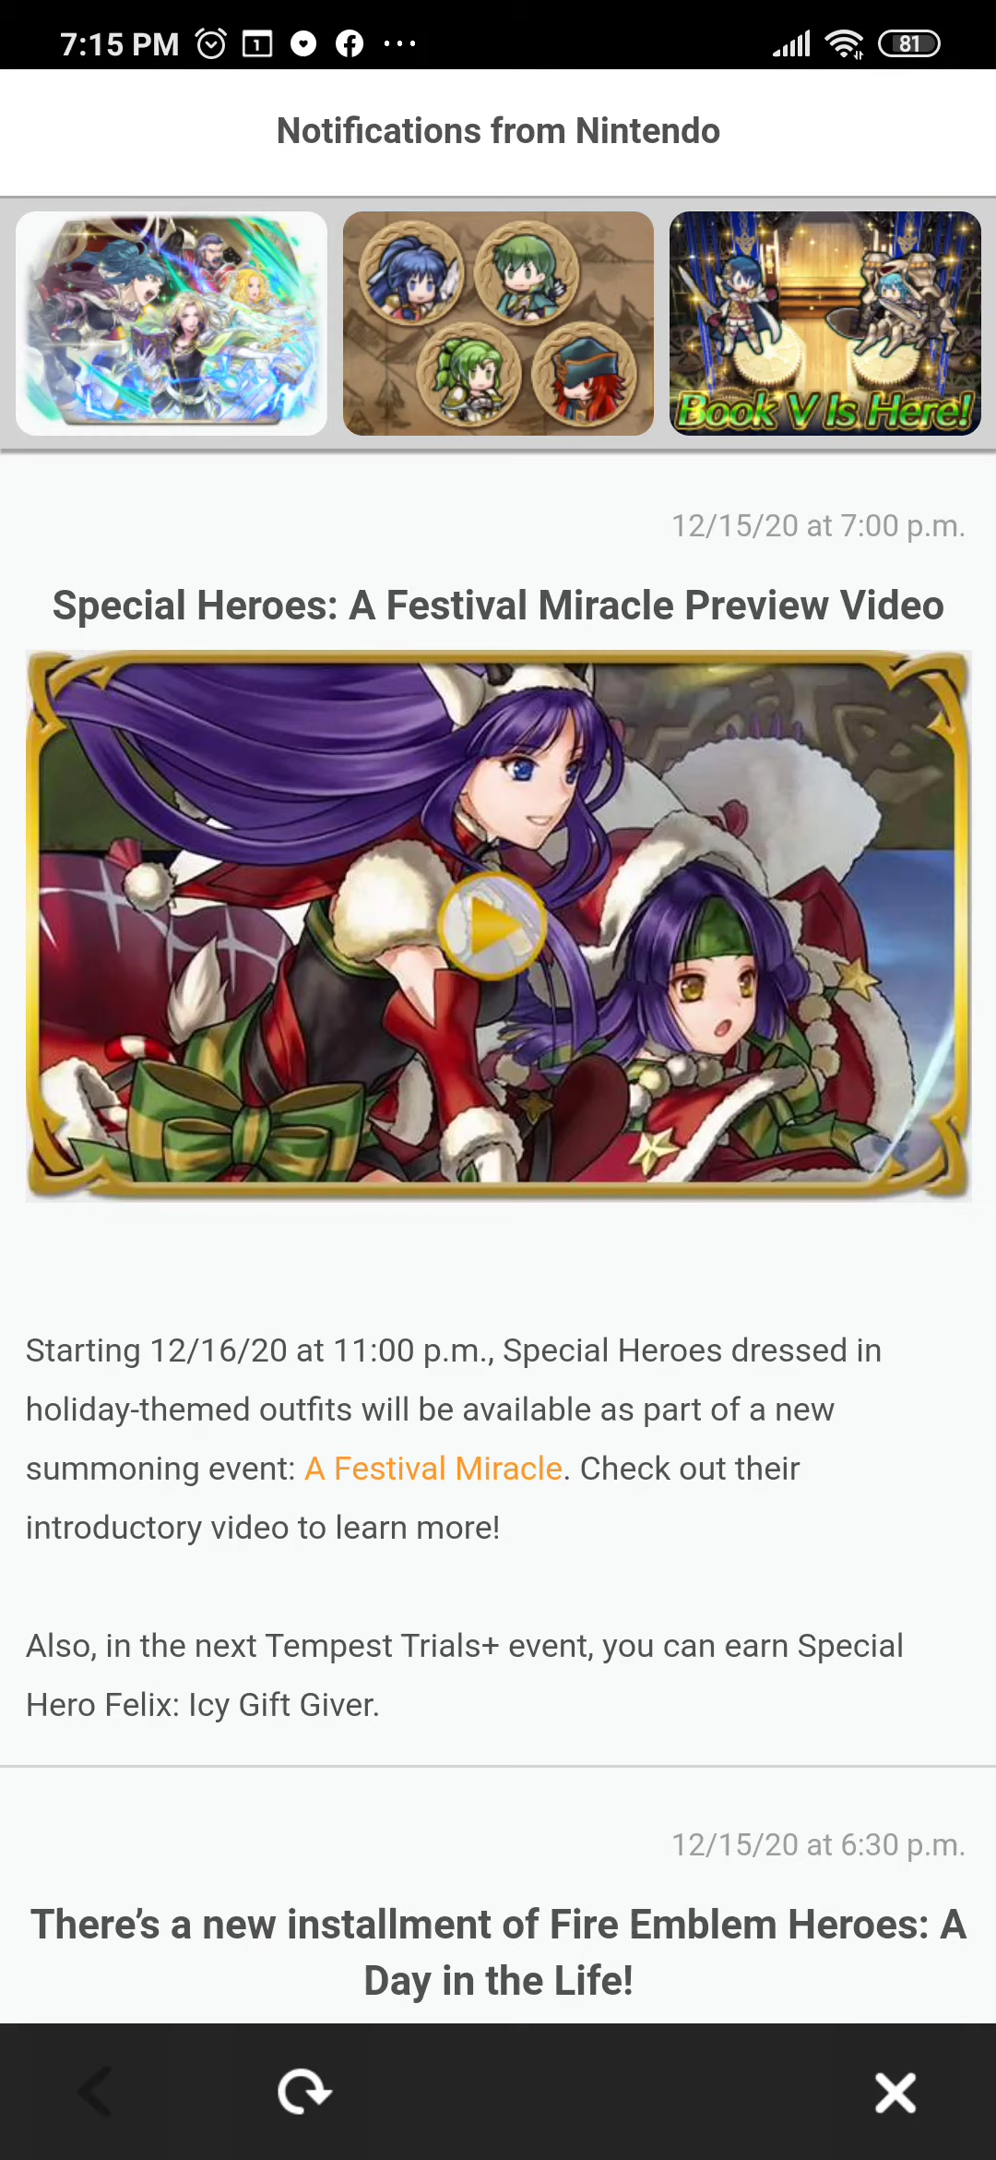 7:15 PM 1 81
Notifications from Nintendo
Book V Is Here!
12/15/20 at 7:00 p.m.
Special Heroes: A Festival Miracle Preview Video
Starting 12/16/20 at 11:00 p.m., Special Heroes dressed in
holiday-themed outfits will be available as part of a new
summoning event: A Festival Miracle. Check out their
introductory video to learn more!
Also, in the next Tempest Trials+ event, you can earn Special
Hero Felix: Icy Gift Giver.
12/15/20 at 6:30 p.m.
There’s a new installment of Fire Emblem Heroes: A
Day in the Life!